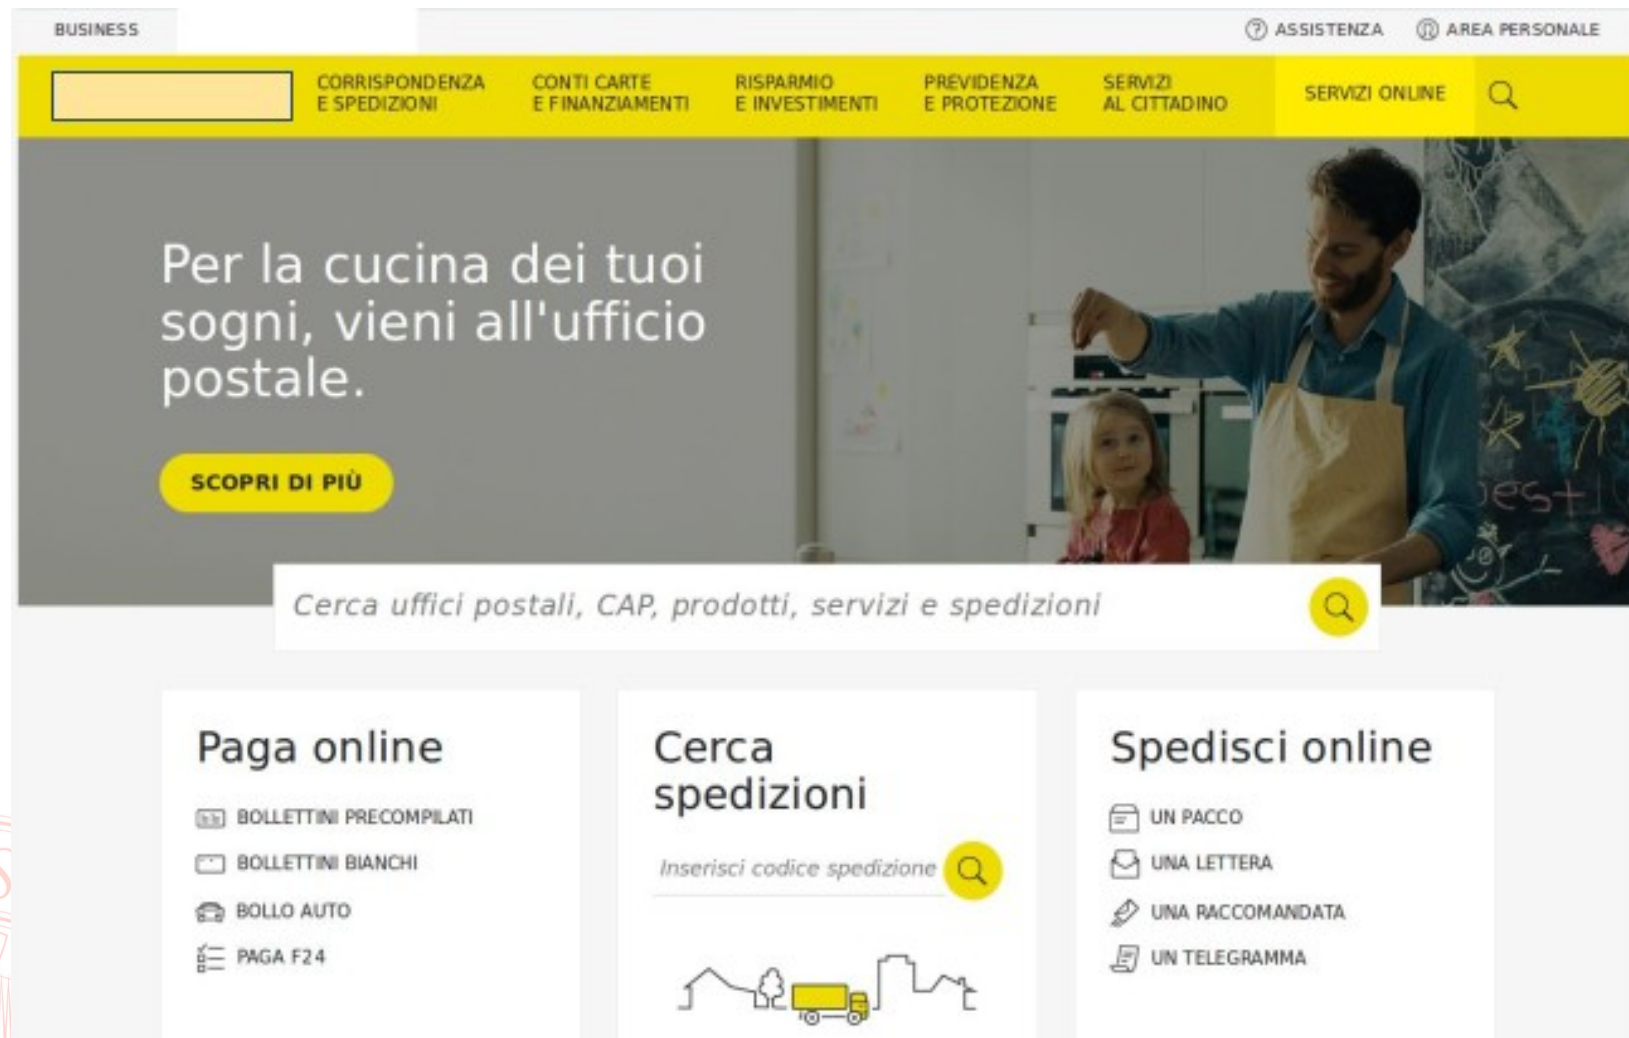 BUSINESS
ASSISTENZA
AREA PERSONALE
CORRISPONDENZA
E SPEDIZIONI
CONTI CARTE
E FINANZIAMENTI
RISPARMIO
E INVESTIMENTI
PREVIDENZA
E PROTEZIONE
SERVIZI
AL CITTADINO
SERVIZI ONLINE
Per la cucina dei tuoi
sogni, vieni all'ufficio
postale.
SCOPRI DI PIÙ
Cerca uffici postali, CAP, prodotti, servizi e spedizioni
Paga online
BOLLETTINI PRECOMPILATI
BOLLETTINI BIANCHI
BOLLO AUTO
PAGA F24
Cerca
spedizioni
Inserisci codice spedizione
Spedisci online
UN PACCO
UNA LETTERA
UNA RACCOMANDATA
UN TELEGRAMMA